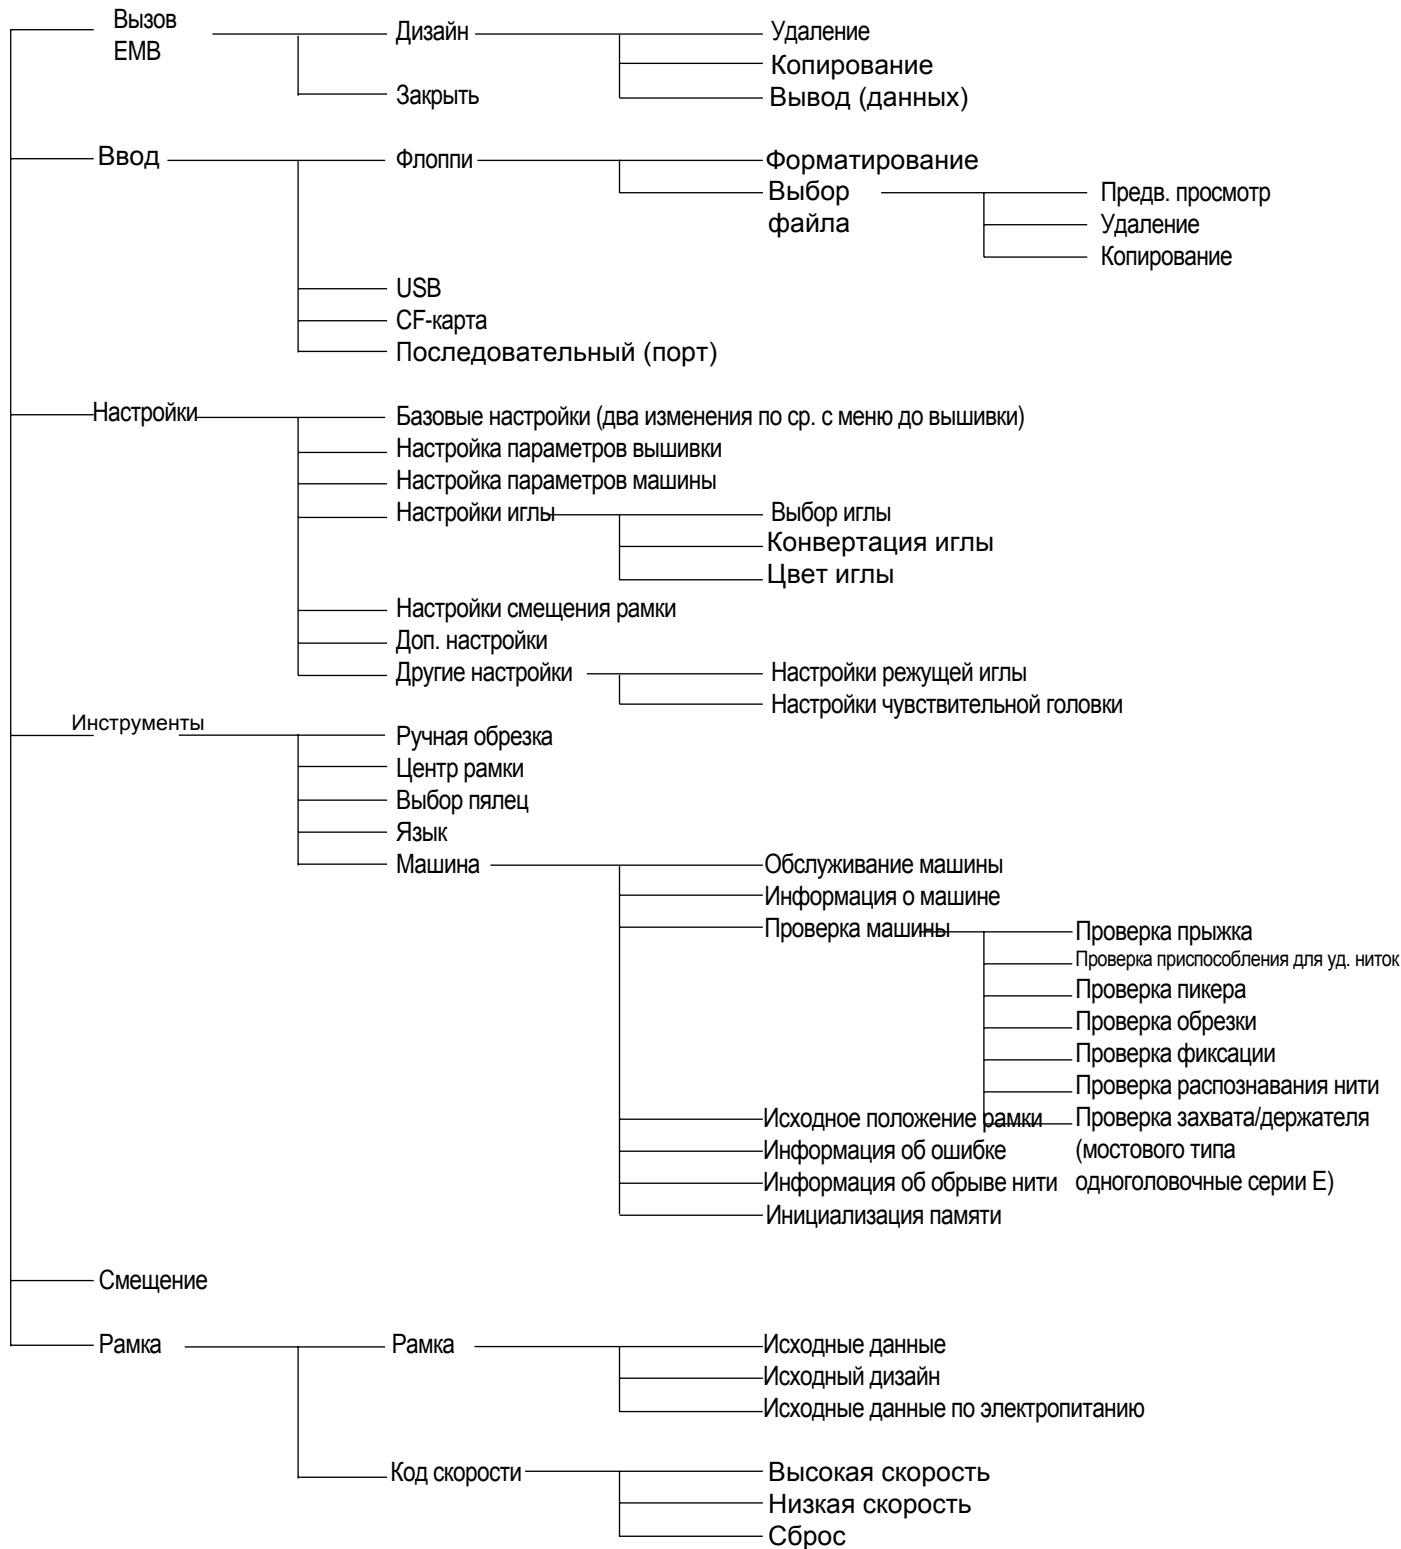 Вызов
EMB
Дизайн
Удаление
Копирование
Закрыть
Вывод (данных)
Ввод
Флоппи
Форматирование
Выбор
файла
Предв. просмотр
Удаление
Копирование
USB
CF-карта
Последовательный (порт)
Настройки
Базовые настройки (два изменения по ср. с меню до вышивки)
Настройка параметров вышивки
Настройка параметров машины
Настройки иглы
Выбор иглы
Конвертация иглы
Цвет иглы
Настройки смещения рамки
Доп. настройки
Другие настройки
Настройки режущей иглы
Настройки чувствительной головки
Инструменты
Ручная обрезка
Центр рамки
Выбор пялец
Язык
Машина
Обслуживание машины
Информация о машине
Проверка машины
Проверка прыжка
Проверка приспособления для уд. ниток
Проверка пикера
Проверка обрезки
Проверка фиксации
Проверка распознавания нити
Проверка захвата/держателя
(мостового типа
одноголовочные серии E)
Исходное положение рамки
Информация об ошибке
Информация об обрыве нити
Инициализация памяти
Смещение
Рамка
Рамка
Исходные данные
Исходный дизайн
Исходные данные по электропитанию
Код скорости
Высокая скорость
Низкая скорость
Сброс